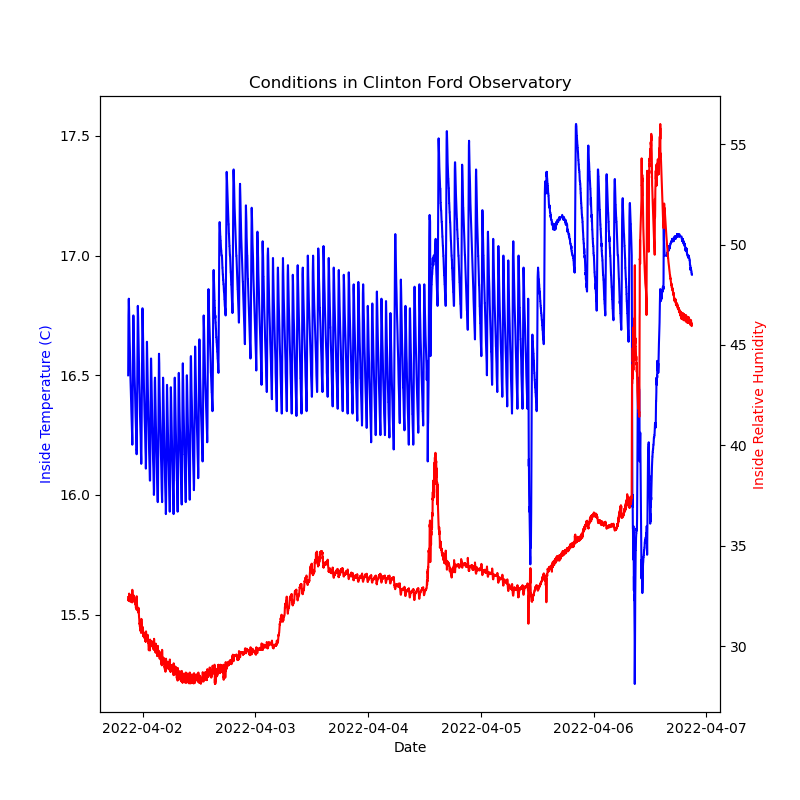 Conditions in Clinton Ford Observatory
17.5
17.0
16.5
16.0
15.5
Inside Temperature (C)
55
50
45
40
35
30
Inside Relative Humidity
2022-04-02 2022-04-03 2022-04-04 2022-04-05 2022-04-06 2022-04-07
Date